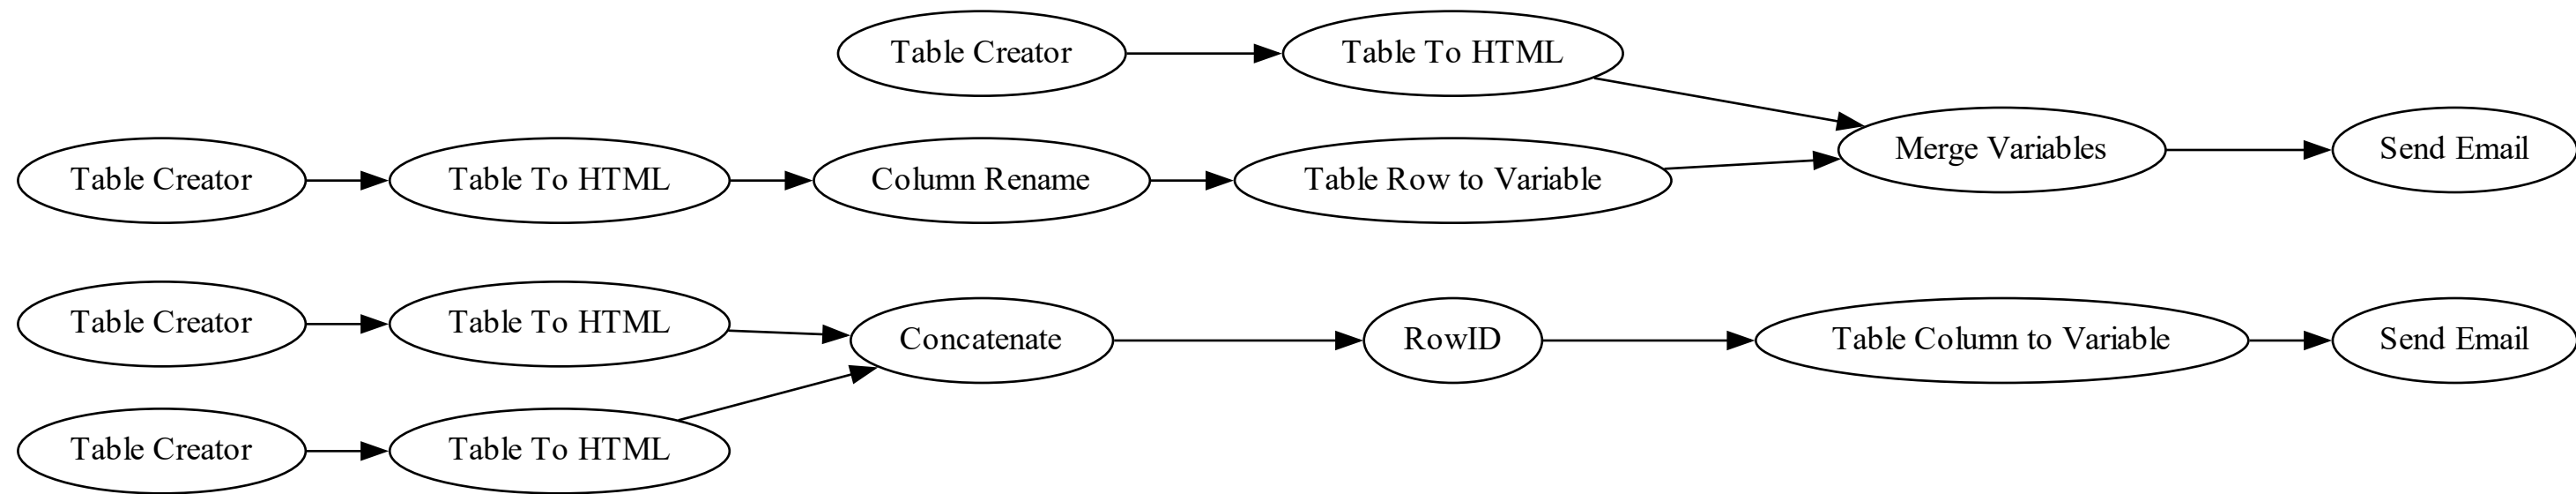 Table Creator
Table To HTML
Table Creator
Table To HTML
Column Rename
Table Row to Variable
Merge Variables
Send Email
Table Creator
Table To HTML
Concatenate
RowID
Table Column to Variable
Send Email
Table Creator
Table To HTML